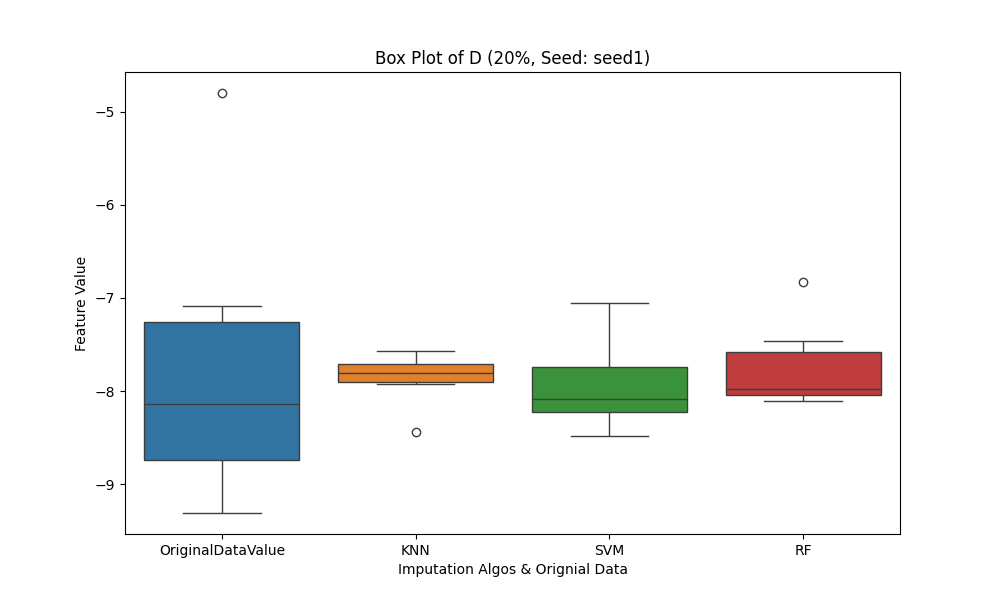 Box Plot of D (20%, Seed: seed1)
Feature Value
−5
−6
−7
−8
−9
OriginalDataValue
KNN
SVM
RF
Imputation Algos & Orignial Data